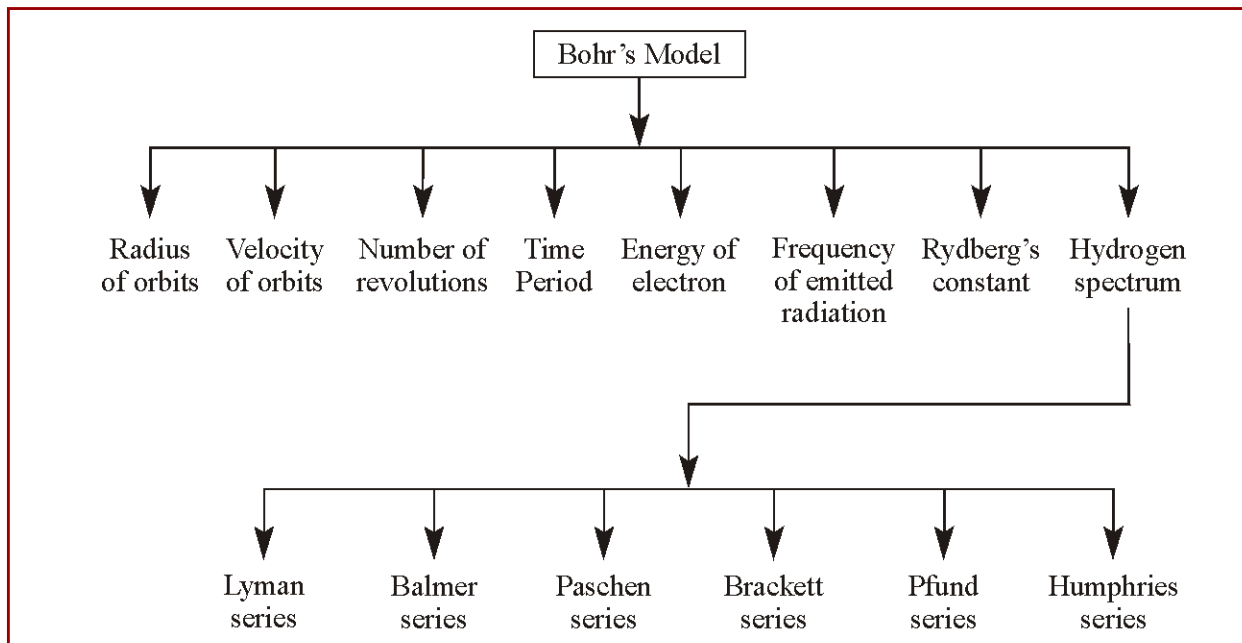 Bohr's Model
Radius
of orbits
Velocity
of orbits
Number of
revolutions
Time
Period
Energy of
electron
Frequency
of emitted
radiation
Rydberg's
constant
Hydrogen
spectrum
Lyman
series
Balmer
series
Paschen
series
Brackett
series
Pfund
series
Humphries
series